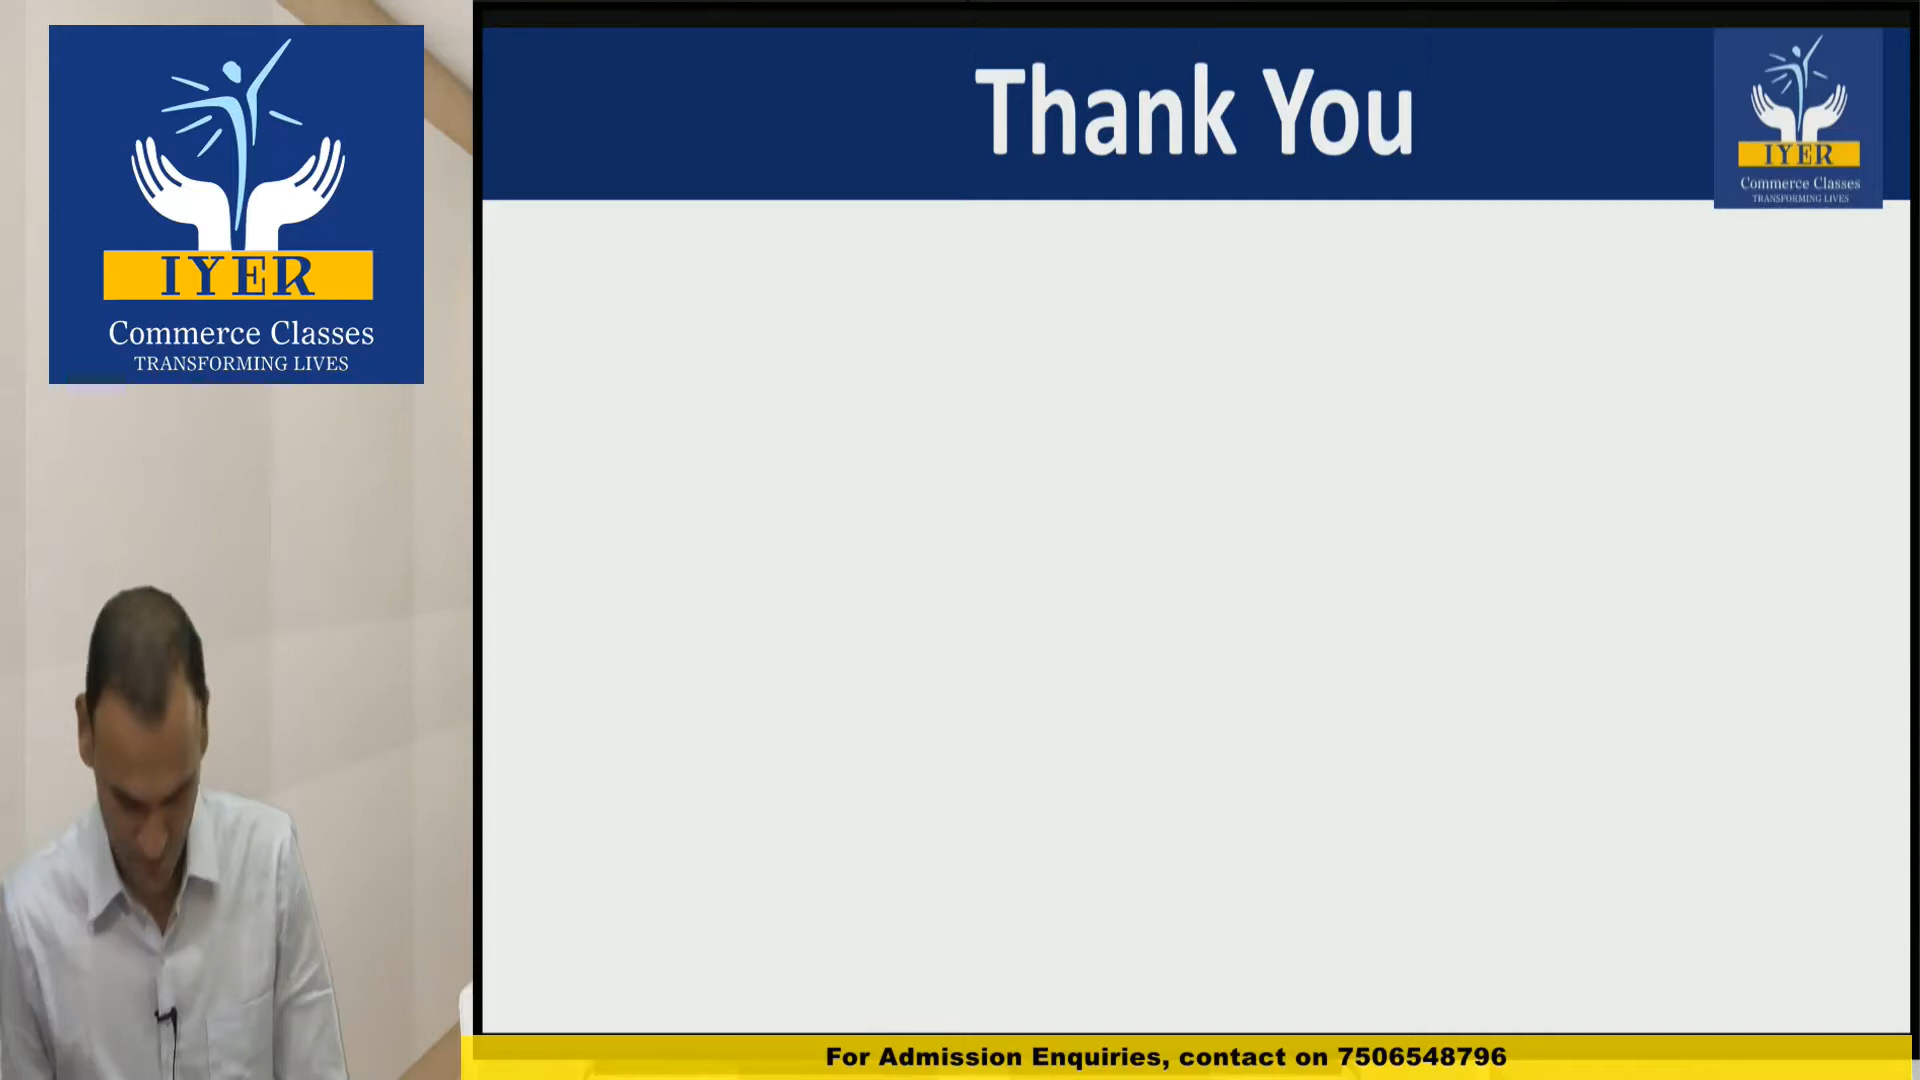 IYER
Commerce Classes
TRANSFORMING LIVES
Thank You
IYER
Commerce Classes
TRANSFORMING LIVES
For Admission Enquiries, contact on 7506548796